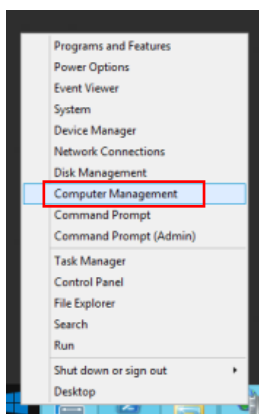 Programs and Features
Power Options
Event Viewer
System
Device Manager
Network Connections
Disk Management
Computer Management
Command Prompt
Command Prompt (Admin)
Task Manager
Control Panel
File Explorer
Search
Run
Shut down or sign out
Desktop